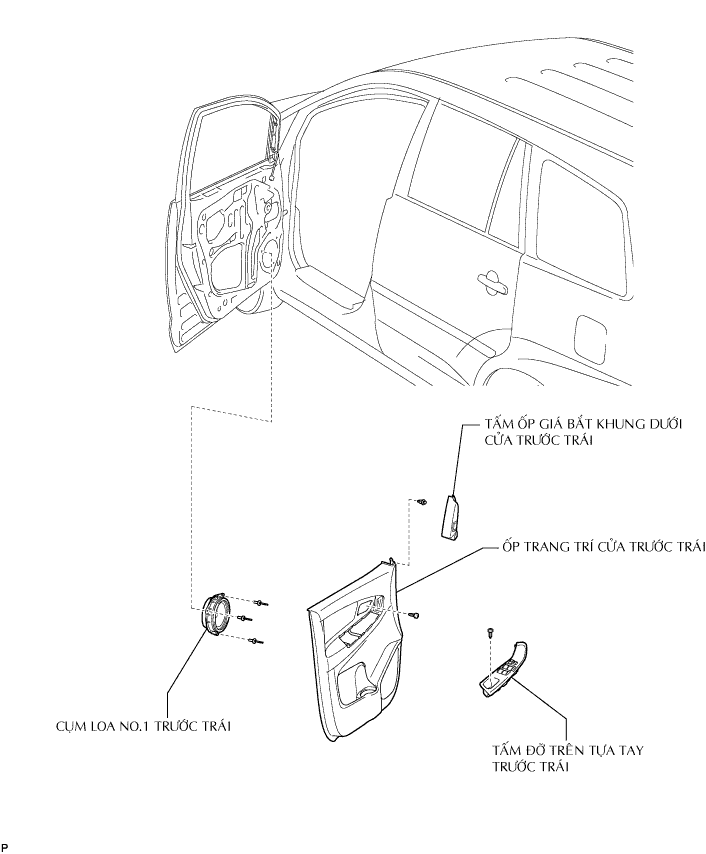 TẤM ỐP GIÁ BẮT KHUNG DƯỚI
CỬA TRƯỚC TRÁI
ỐP TRANG TRÍ CỬA TRƯỚC TRÁI
CỤM LOA NO.1 TRƯỚC TRÁI
TẤM ĐỠ TRÊN TỰA TAY
TRƯỚC TRÁI
P